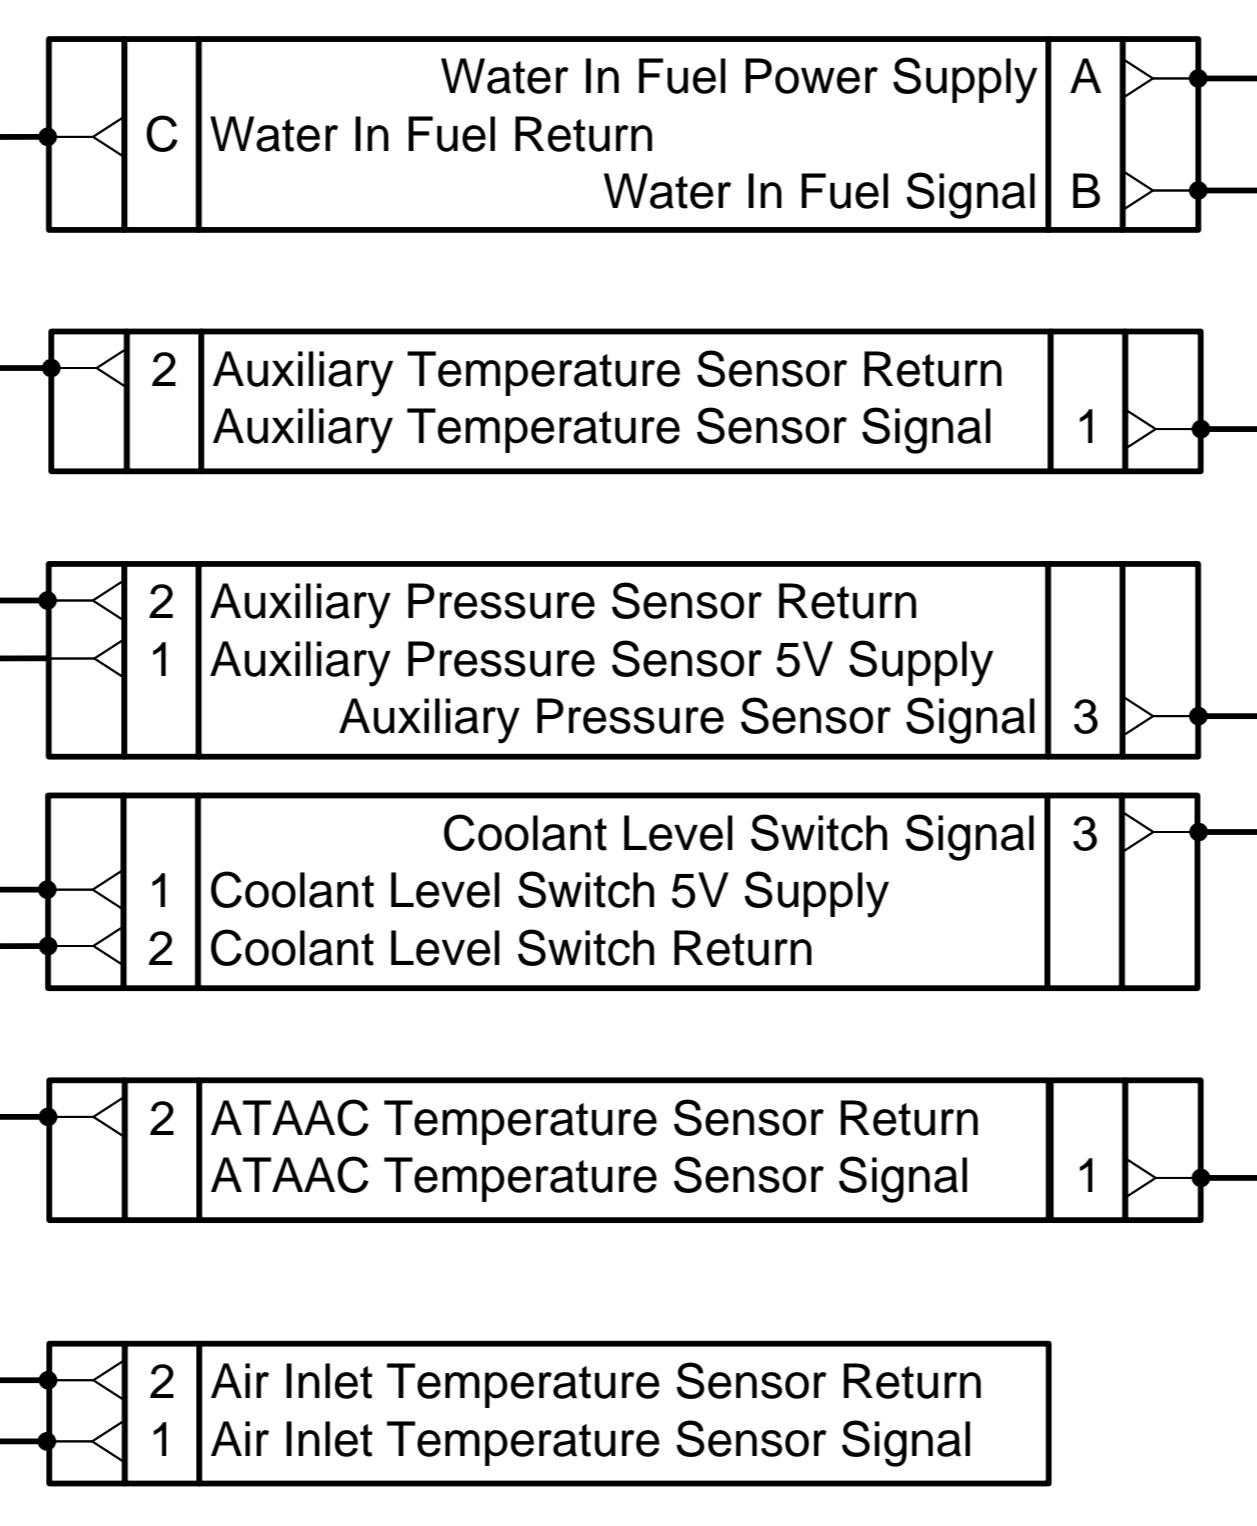 Water In Fuel Power Supply A
C Water In Fuel Return
Water In Fuel Signal B
2 Auxiliary Temperature Sensor Return
Auxiliary Temperature Sensor Signal 1
2 Auxiliary Pressure Sensor Return
1 Auxiliary Pressure Sensor 5V Supply
Auxiliary Pressure Sensor Signal 3
Coolant Level Switch Signal 3
1 Coolant Level Switch 5V Supply
2 Coolant Level Switch Return
2 ATAAC Temperature Sensor Return
ATAAC Temperature Sensor Signal 1
2 Air Inlet Temperature Sensor Return
1 Air Inlet Temperature Sensor Signal